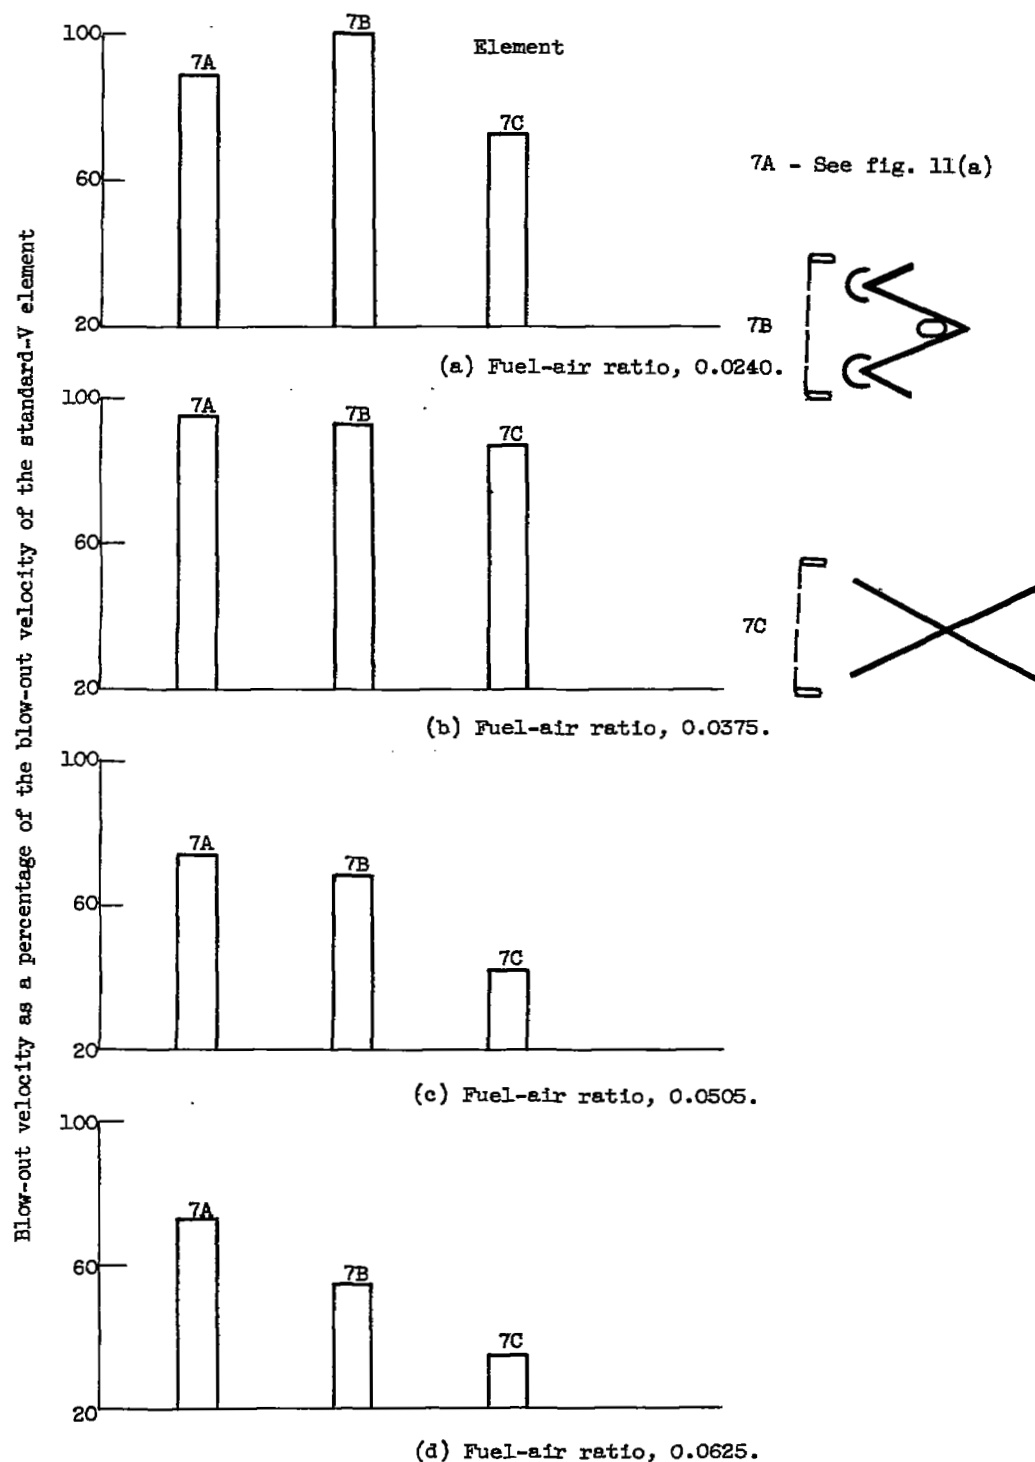 Blow-out velocity as a percentage of the blow-out velocity of the standard-V element
Element
100
60
20
7A
7B
7C
(a) Fuel-air ratio, 0.0240.
7A - See fig. 11(a)
7B
100
60
20
7A
7B
7C
(b) Fuel-air ratio, 0.0375.
7C
100
60
20
7A
7B
7C
(c) Fuel-air ratio, 0.0505.
100
60
20
7A
7B
7C
(d) Fuel-air ratio, 0.0625.